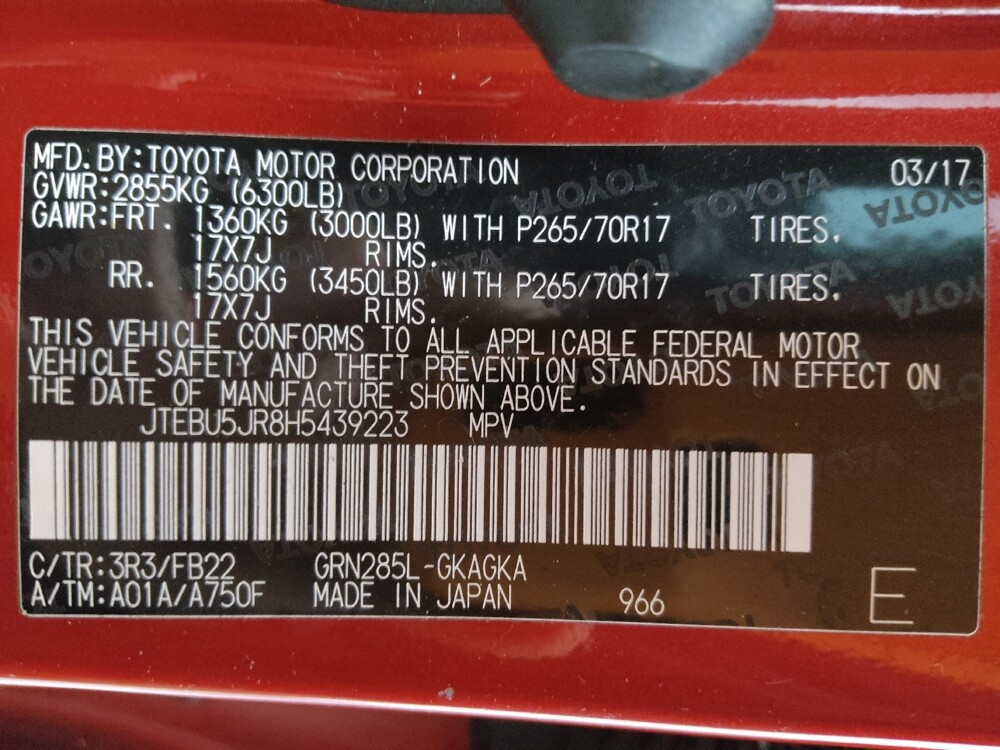 MFD. BY:TOYOTA MOTOR CORPORATION 03/17
GVWR:2855KG (6300LB)
GAWR:FRT. 1360KG (3000LB) WITH P265/70R17 TIRES,
17X7J RIMS.
RR. 1560KG (3450LB) WITH P265/70R17 TIRES,
17X7J RIMS.
THIS VEHICLE CONFORMS TO ALL APPLICABLE FEDERAL MOTOR
VEHICLE SAFETY AND THEFT PREVENTION STANDARDS IN EFFECT ON
THE DATE OF MANUFACTURE SHOWN ABOVE.
JTEBU5JR8H5439223 MPV
C/TR:3R3/FB22 GRN285L-GKAGKA
A/TM:A01A/A750F MADE IN JAPAN 966 E